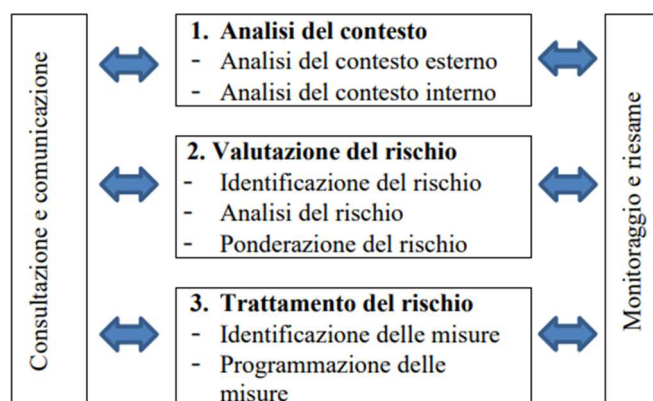 Consultazione e comunicazione
1. Analisi del contesto
- Analisi del contesto esterno
- Analisi del contesto interno
2. Valutazione del rischio
- Identificazione del rischio
- Analisi del rischio
- Ponderazione del rischio
3. Trattamento del rischio
- Identificazione delle misure
- Programmazione delle
misure
Monitoraggio e riesame